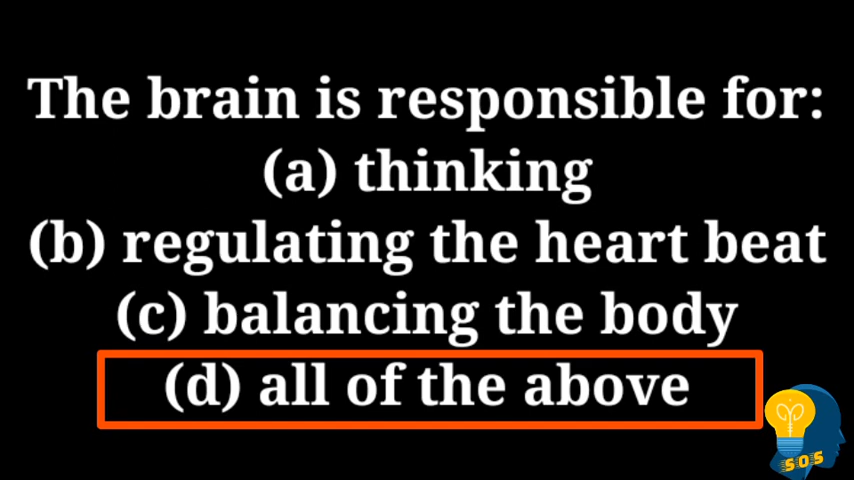 The brain is responsible for:
(a) thinking
(b) regulating the heart beat
(c) balancing the body
(d) all of the above
SOS